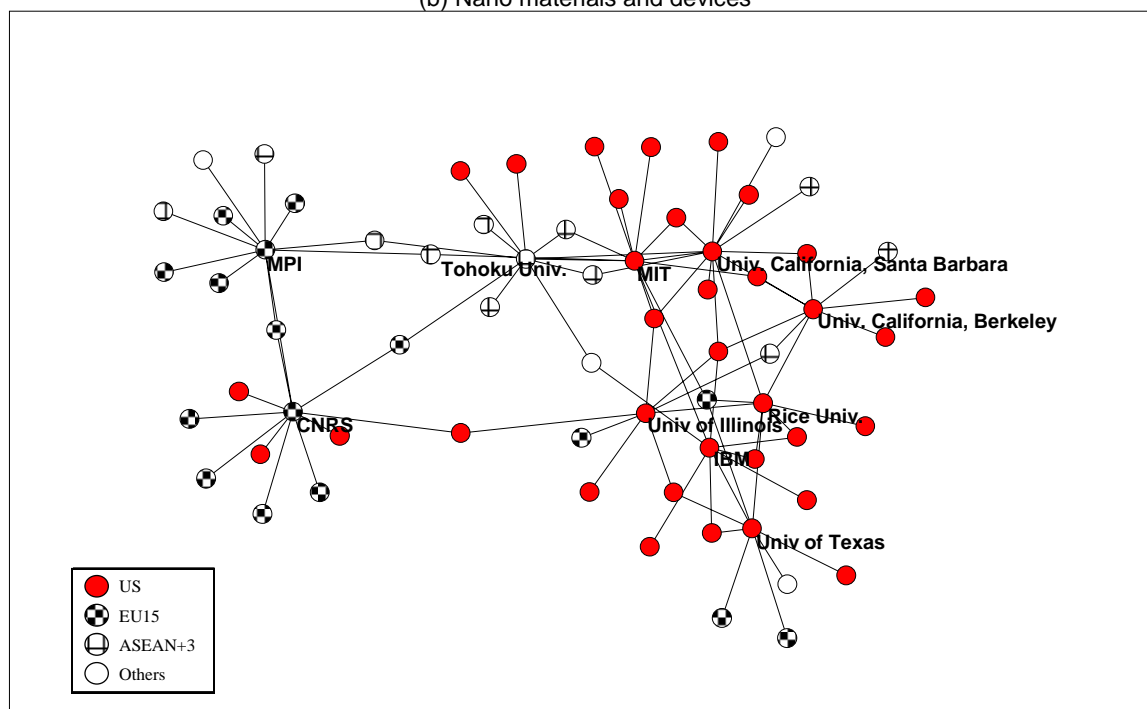 (b) Nano materials and devices
MPI
Tohoku Univ.
MIT
Univ. California, Santa Barbara
Univ. California, Berkeley
CNRS
Univ of Illinois
Rice Univ.
IBM
Univ of Texas
US
EU15
ASEAN+3
Others